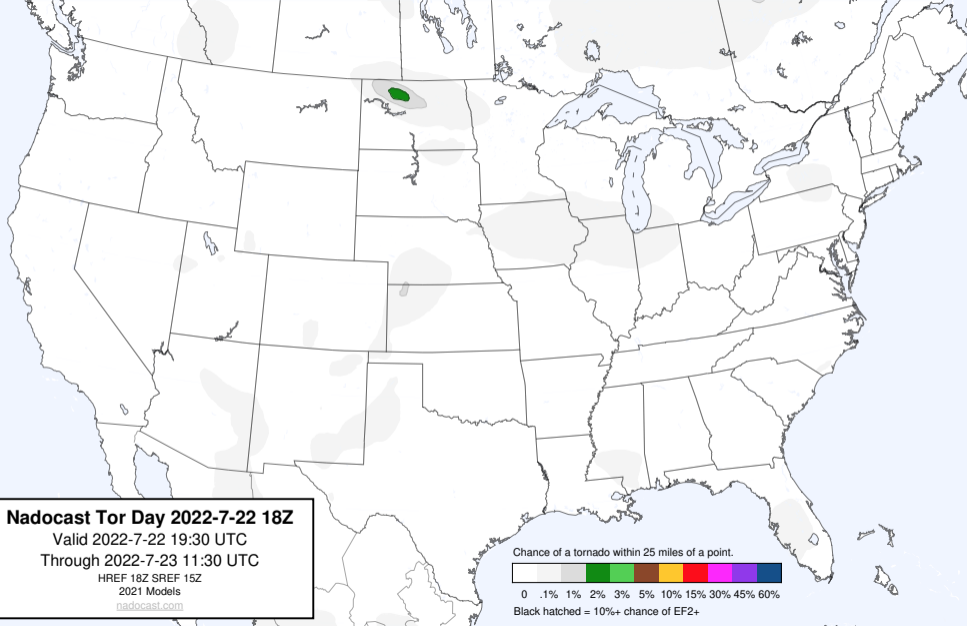 Nadocast Tor Day 2022-7-22 18Z
Valid 2022-7-22 19:30 UTC
Through 2022-7-23 11:30 UTC
HREF 18Z SREF 15Z
2021 Models
nadocast.com
Chance of a tornado within 25 miles of a point.
0 .1% 1% 2% 3% 5% 10% 15% 30% 45% 60%
Black hatched = 10%+ chance of EF2+